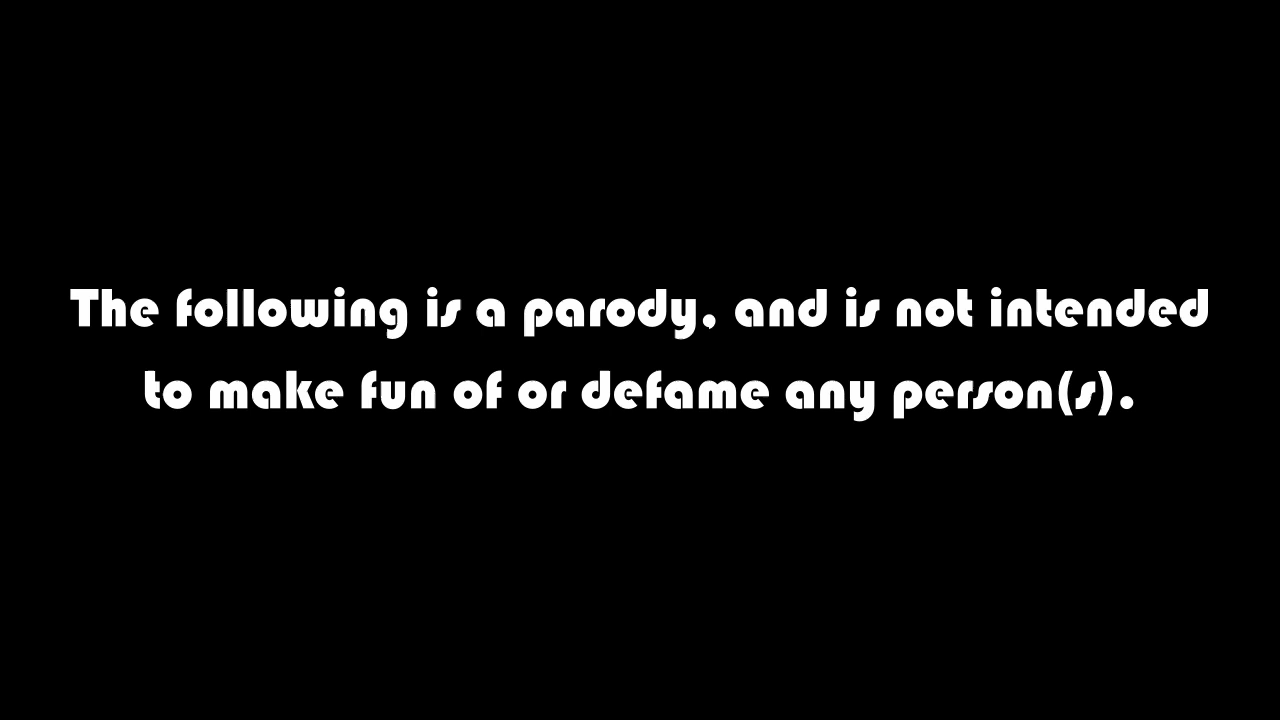 The following is a parody, and is not intended
to make fun of or defame any person(s).